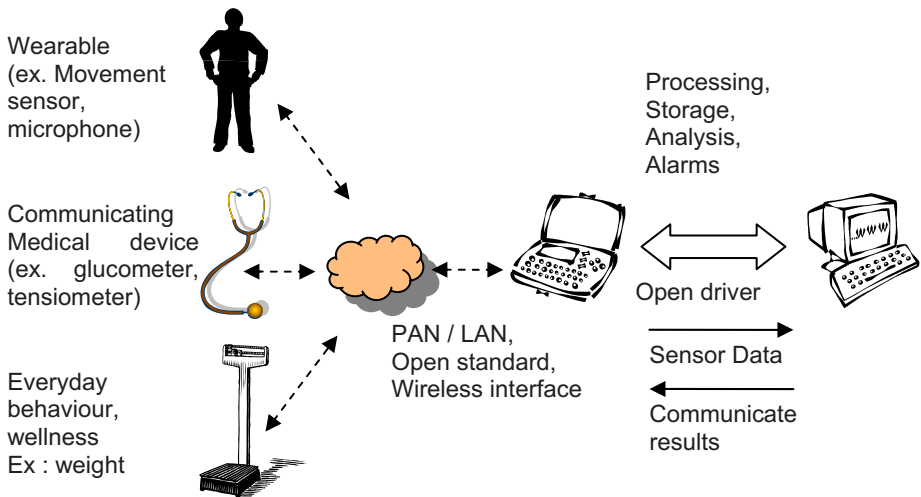 Wearable
(ex. Movement
sensor,
microphone)
Communicating
Medical device
(ex. glucometer,
tensiometer)
Everyday
behaviour,
wellness
Ex : weight
PAN / LAN,
Open standard,
Wireless interface
Processing,
Storage,
Analysis,
Alarms
WWW
Open driver
Sensor Data
Communicate
results